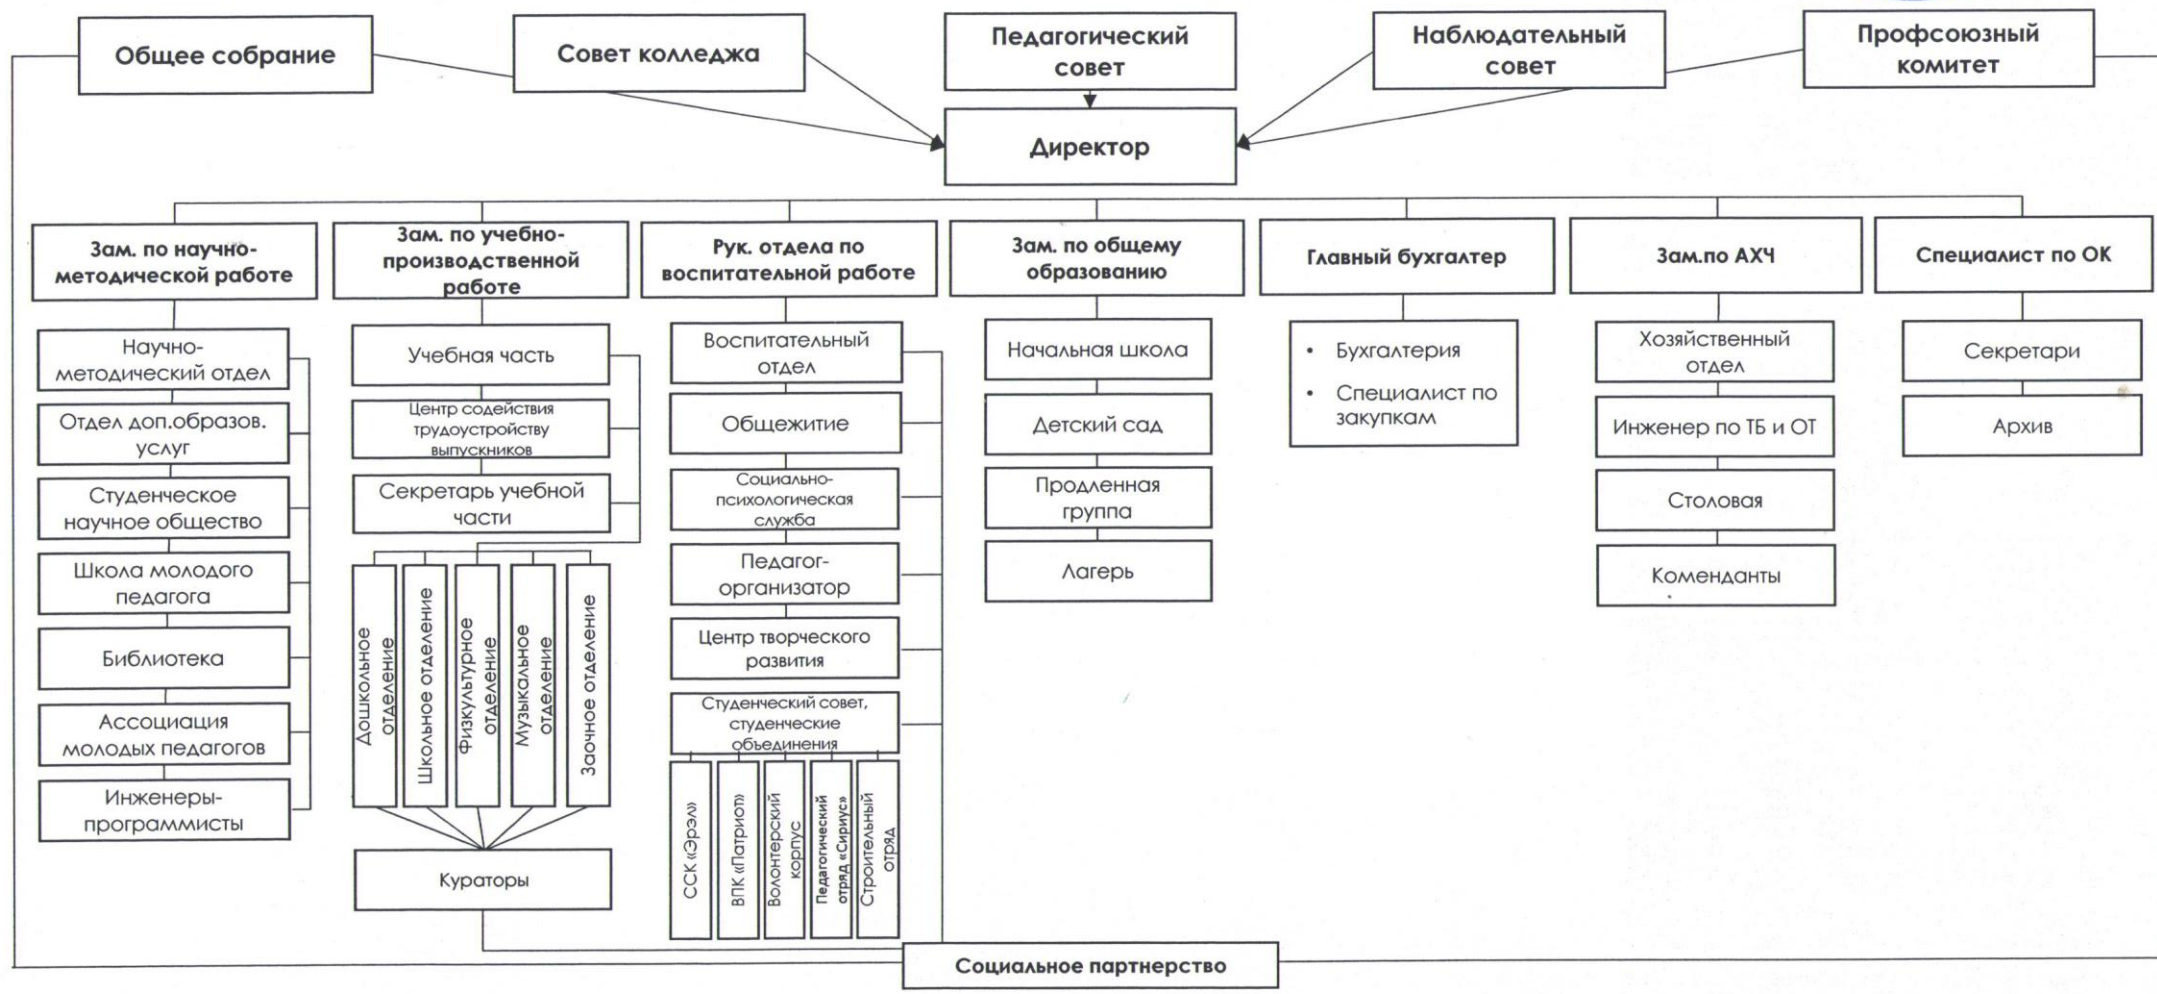 Общее собрание
Совет колледжа
Педагогический
совет
Наблюдательный
совет
Профсоюзный
комитет
Директор
Зам. по научно-
методической работе
Зам. по учебно-
производственной
работе
Рук. отдела по
воспитательной работе
Зам. по общему
образованию
Главный бухгалтер
Зам.по АХЧ
Специалист по ОК
Научно-
методический отдел
Отдел доп.образов.
услуг
Студенческое
научное общество
Школа молодого
педагога
Библиотека
Ассоциация
молодых педагогов
Инженеры-
программисты
Учебная часть
Центр содействия
трудоустройству
выпускников
Секретарь учебной
части
Дошкольное
отделение
Школьное отделение
Физкультурное
отделение
Музыкальное
отделение
Заочное отделение
Кураторы
Воспитательный
отдел
Общежитие
Социально-
психологическая
служба
Педагог-
организатор
Центр творческого
развития
Студенческий совет,
студенческие
объединения
ССК «Эрэл»
ВПК «Патриот»
Волонтерский
корпус
Педагогический
отряд «Сириус»
Строительный
отряд
Начальная школа
Детский сад
Продленная
группа
Лагерь
• Бухгалтерия
• Специалист по
закупкам
Хозяйственный
отдел
Инженер по ТБ и ОТ
Столовая
Коменданты
Секретари
Архив
Социальное партнерство